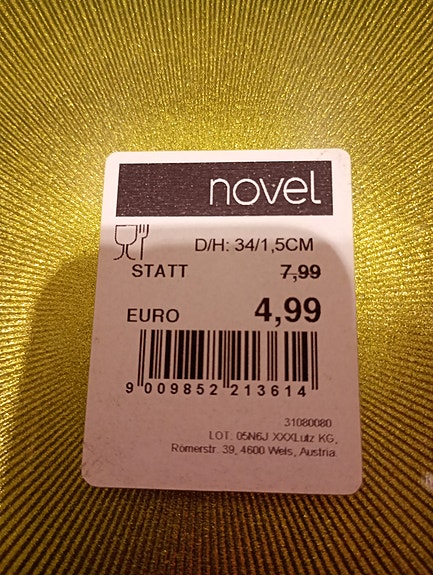 novel
D/H: 34/1,5CM
STATT 7,99
EURO 4,99
9 009852 213614
31080080
LOT. 05N6J XXXLutz KG,
Römerstr. 39, 4600 Wels, Austria.